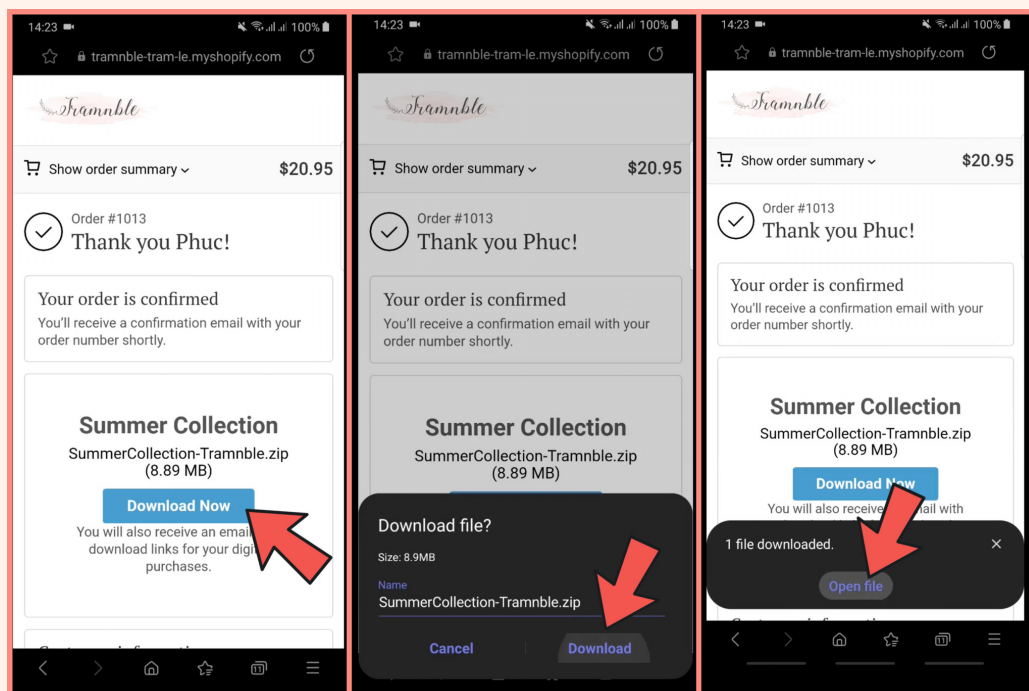 14:23 100%
tramnble-tram-le.myshopify.com
Tramnble
Show order summary $20.95
Order #1013
Thank you Phuc!
Your order is confirmed
You'll receive a confirmation email with your
order number shortly.
Summer Collection
SummerCollection-Tramnble.zip
(8.89 MB)
Download Now
You will also receive an email
download links for your
purchases.
11
14:23 100%
tramnble-tram-le.myshopify.com
Tramnble
Show order summary $20.95
Order #1013
Thank you Phuc!
Your order is confirmed
You'll receive a confirmation email with your
order number shortly.
Summer Collection
SummerCollection-Tramnble.zip
(8.89 MB)
Download file?
Size: 8.9MB
Name
SummerCollection-Tramnble.zip
Cancel Download
14:23 100%
tramnble-tram-le.myshopify.com
Tramnble
Show order summary $20.95
Order #1013
Thank you Phuc!
Your order is confirmed
You'll receive a confirmation email with your
order number shortly.
Summer Collection
SummerCollection-Tramnble.zip
(8.89 MB)
Download Now
You will also receive email with
1 file downloaded.
Open file
11